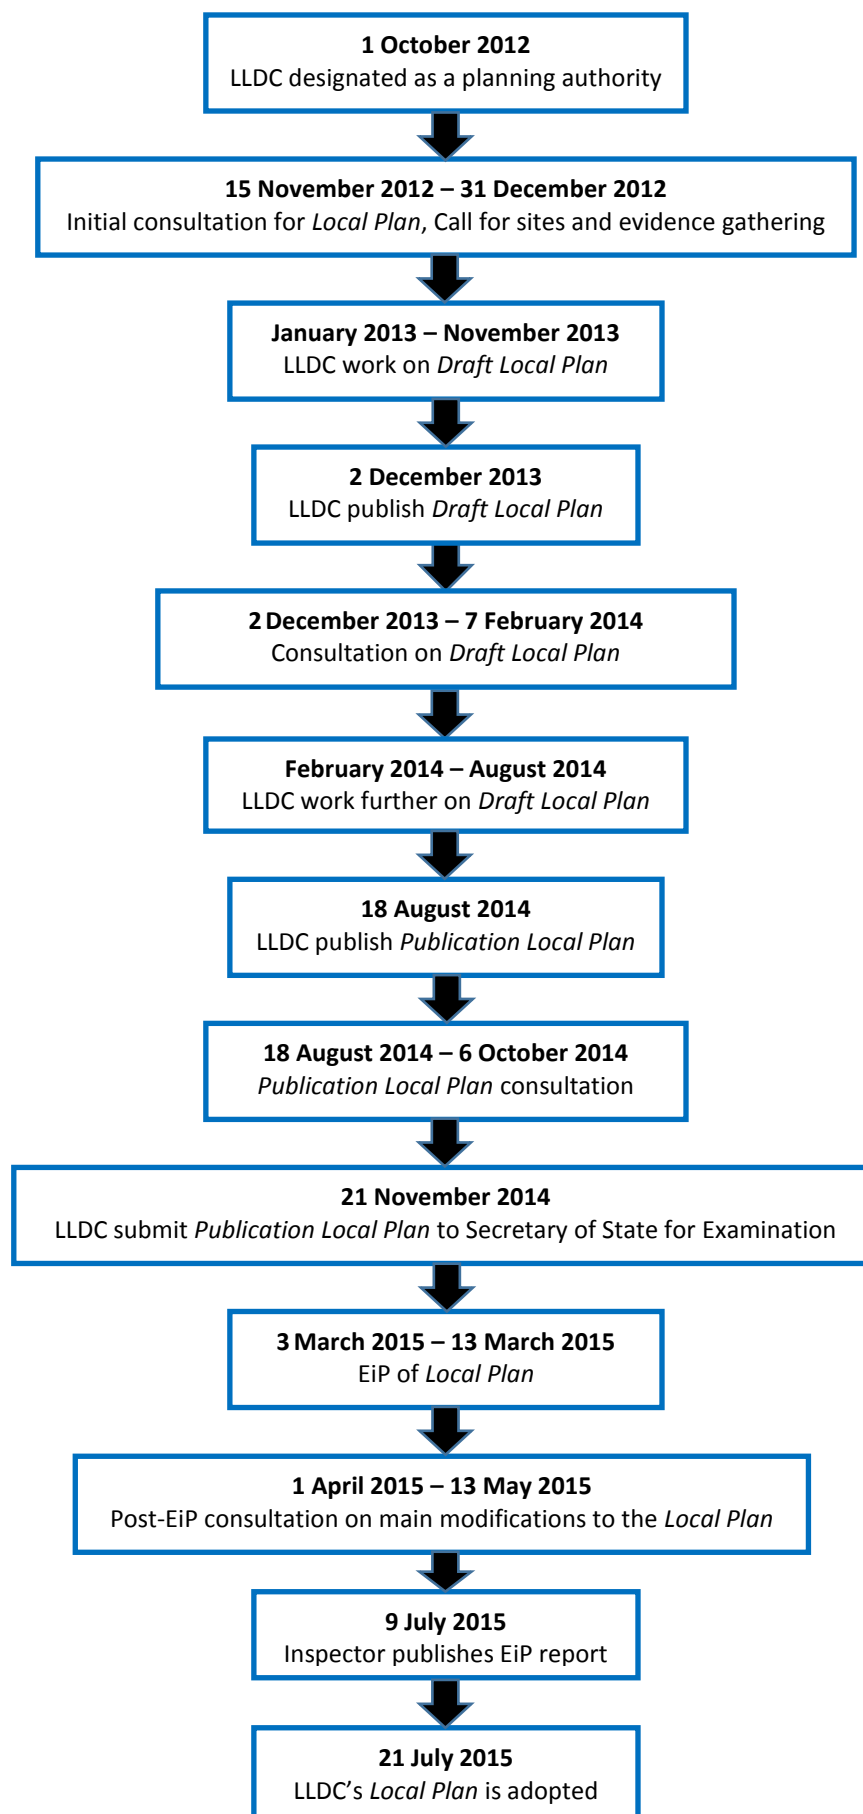 1 October 2012
LLDC designated as a planning authority
15 November 2012 – 31 December 2012
Initial consultation for Local Plan, Call for sites and evidence gathering
January 2013 – November 2013
LLDC work on Draft Local Plan
2 December 2013
LLDC publish Draft Local Plan
2 December 2013 – 7 February 2014
Consultation on Draft Local Plan
February 2014 – August 2014
LLDC work further on Draft Local Plan
18 August 2014
LLDC publish Publication Local Plan
18 August 2014 – 6 October 2014
Publication Local Plan consultation
21 November 2014
LLDC submit Publication Local Plan to Secretary of State for Examination
3 March 2015 – 13 March 2015
EiP of Local Plan
1 April 2015 – 13 May 2015
Post-EiP consultation on main modifications to the Local Plan
9 July 2015
Inspector publishes EiP report
21 July 2015
LLDC’s Local Plan is adopted